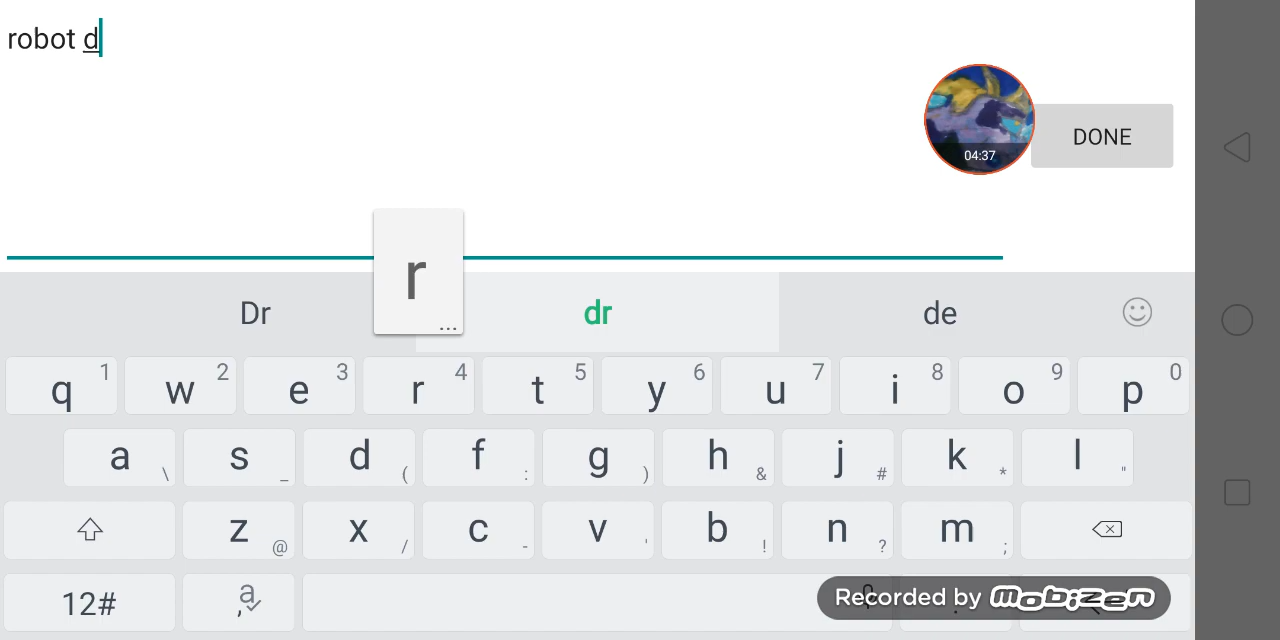 robot d
04:37
DONE
r
...
Dr dr de
q 1 w 2 e 3 r 4 t 5 y 6 u 7 i 8 o 9 p 0
a \ s _ d ( f : g ) h & j # k * l "
z @ x / c - v ' b ! n ? m ;
12# , a .
Recorded by mobizen